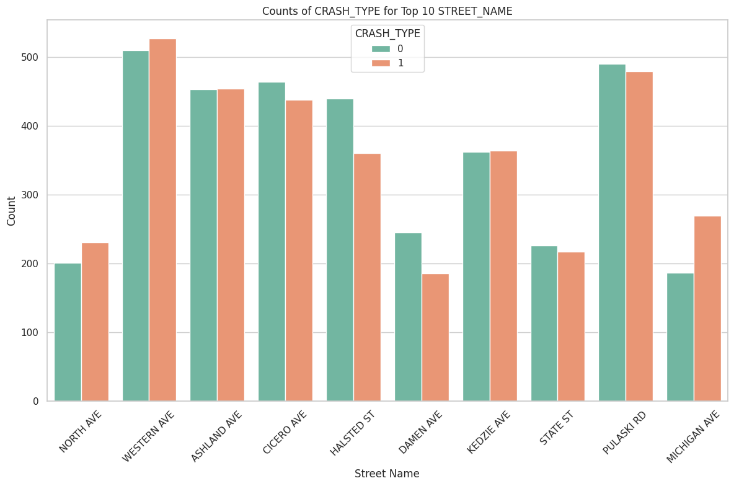 Counts of CRASH_TYPE for Top 10 STREET_NAME
CRASH_TYPE
0
1
Count
500
400
300
200
100
0
NORTH AVE
WESTERN AVE
ASHLAND AVE
CICERO AVE
HALSTED ST
DAMEN AVE
KEDZIE AVE
STATE ST
PULASKI RD
MICHIGAN AVE
Street Name